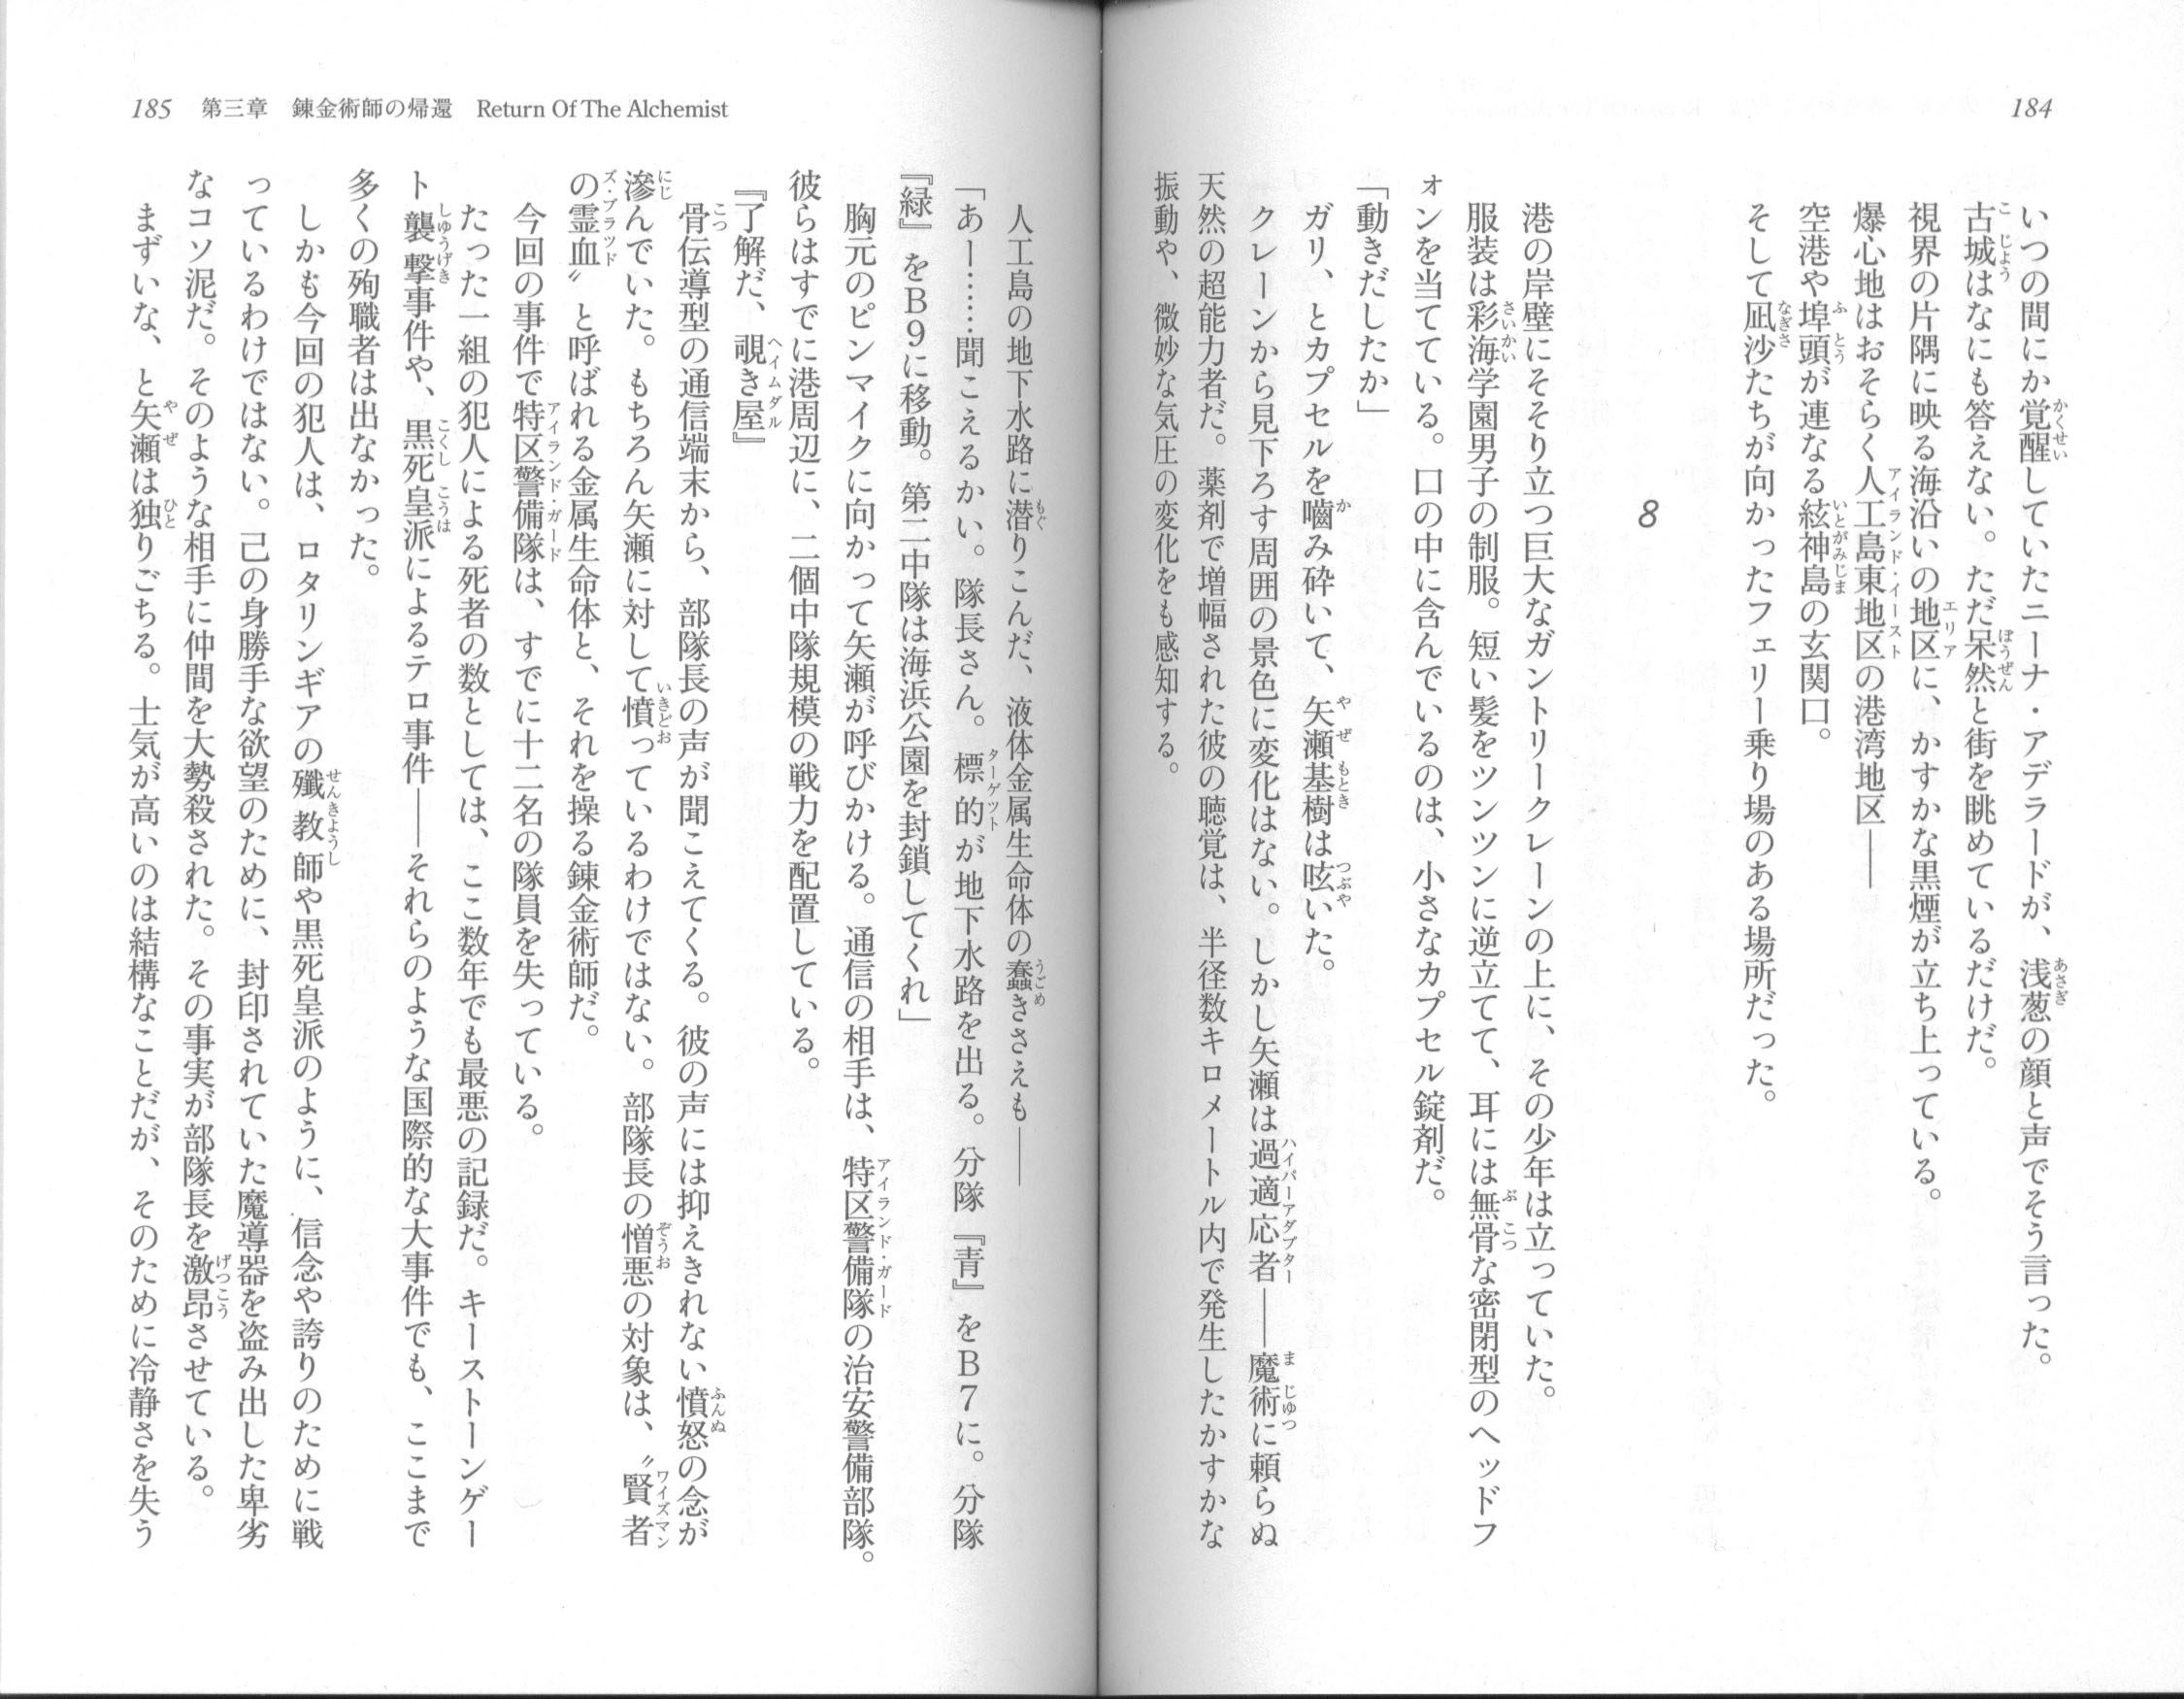 184
いつの間にか覚醒していたニーナ・アデラードが、浅葱の顔と声でそう言った。
古城はなにも答えない。ただ呆然と街を眺めているだけだ。
視界の片隅に映る海沿いの地区に、かすかな黒煙が立ち上っている。
爆心地はおそらく人工島東地区の港湾地区――
空港や埠頭が連なる絃神島の玄関口。
そして凪沙たちが向かったフェリー乗り場のある場所だった。
8
港の岸壁にそそり立つ巨大なガントリークレーンの上に、その少年は立っていた。
服装は彩海学園男子の制服。短い髪をツンツンに逆立てて、耳には無骨な密閉型のヘッドフ
ォンを当てている。口の中に含んでいるのは、小さなカプセル錠剤だ。
「動きだしたか」
ガリ、とカプセルを嚙み砕いて、矢瀬基樹は呟いた。
クレーンから見下ろす周囲の景色に変化はない。しかし矢瀬は過適応者――魔術に頼らぬ
天然の超能力者だ。薬剤で増幅された彼の聴覚は、半径数キロメートル内で発生したかすかな
振動や、微妙な気圧の変化をも感知する。
185 第三章 錬金術師の帰還 Return Of The Alchemist
人工島の地下水路に潜りこんだ、液体金属生命体の蠢きさえも――
「あー……聞こえるかい。隊長さん。標的が地下水路を出る。分隊『青』をB7に。分隊
『緑』をB9に移動。第二中隊は海浜公園を封鎖してくれ」
胸元のピンマイクに向かって矢瀬が呼びかける。通信の相手は、特区警備隊の治安警備部隊。
彼らはすでに港周辺に、二個中隊規模の戦力を配置している。
『了解だ、覗き屋』
骨伝導型の通信端末から、部隊長の声が聞こえてくる。彼の声には抑えきれない憤怒の念が
滲んでいた。もちろん矢瀬に対して憤っているわけではない。部隊長の憎悪の対象は、〝賢者
の霊血〟と呼ばれる金属生命体と、それを操る錬金術師だ。
今回の事件で特区警備隊は、すでに十二名の隊員を失っている。
たった一組の犯人による死者の数としては、ここ数年でも最悪の記録だ。キーストーンゲー
ト襲撃事件や、黒死皇派によるテロ事件――それらのような国際的な大事件でも、ここまで
多くの殉職者は出なかった。
しかも今回の犯人は、ロタリンギアの殲教師や黒死皇派のように、信念や誇りのために戦
っているわけではない。己の身勝手な欲望のために、封印されていた魔導器を盗み出した卑劣
なコソ泥だ。そのような相手に仲間を大勢殺された。その事実が部隊長を激昂させている。
まずいな、と矢瀬は独りごちる。士気が高いのは結構なことだが、そのために冷静さを失う